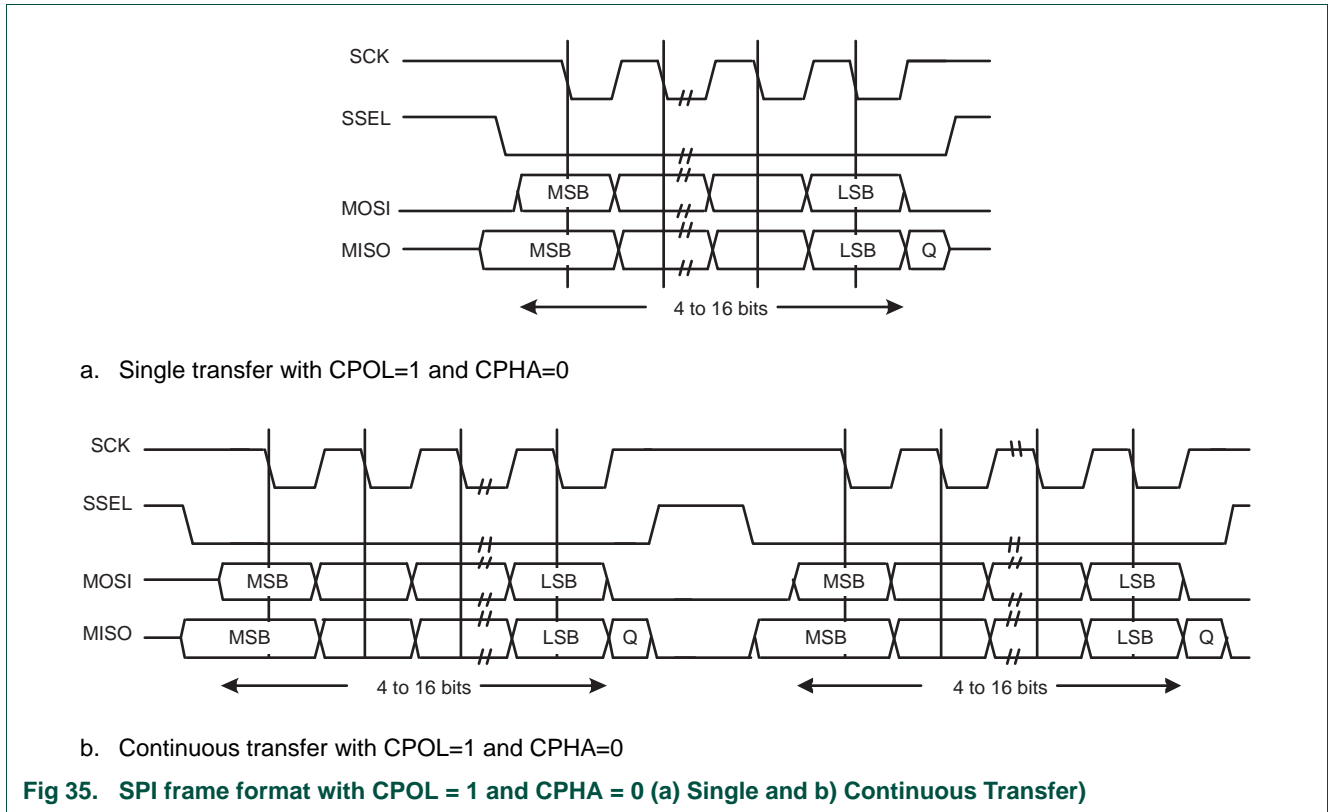 SCK
SSEL
MOSI MSB LSB
MISO MSB LSB Q
4 to 16 bits
a. Single transfer with CPOL=1 and CPHA=0
SCK
SSEL
MOSI MSB LSB MSB LSB
MISO MSB LSB Q MSB LSB Q
4 to 16 bits 4 to 16 bits
b. Continuous transfer with CPOL=1 and CPHA=0
Fig 35. SPI frame format with CPOL = 1 and CPHA = 0 (a) Single and b) Continuous Transfer)